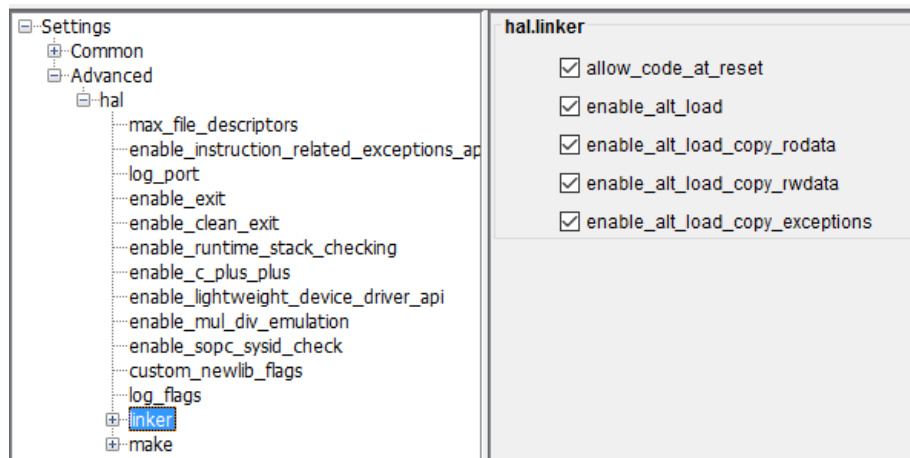 Settings
Common
Advanced
hal
max_file_descriptors
enable_instruction_related_exceptions_ap
log_port
enable_exit
enable_clean_exit
enable_runtime_stack_checking
enable_c_plus_plus
enable_lightweight_device_driver_api
enable_mul_div_emulation
enable_sopc_sysid_check
custom_newlib_flags
log_flags
linker
make
hal.linker
allow_code_at_reset
enable_alt_load
enable_alt_load_copy_rodata
enable_alt_load_copy_rwdata
enable_alt_load_copy_exceptions